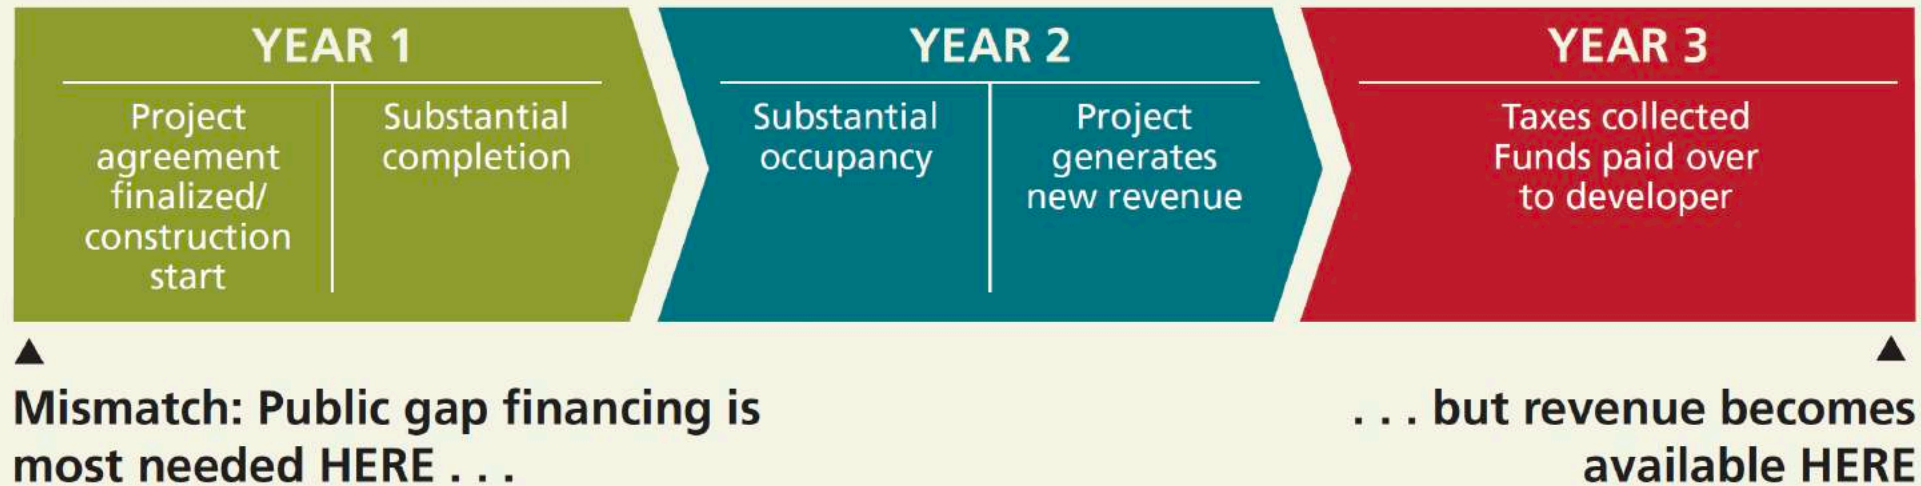 YEAR 1
Project
agreement
finalized/
construction
start
Substantial
completion
YEAR 2
Substantial
occupancy
Project
generates
new revenue
YEAR 3
Taxes collected
Funds paid over
to developer
Mismatch: Public gap financing is
most needed HERE . . .
. . . but revenue becomes
available HERE